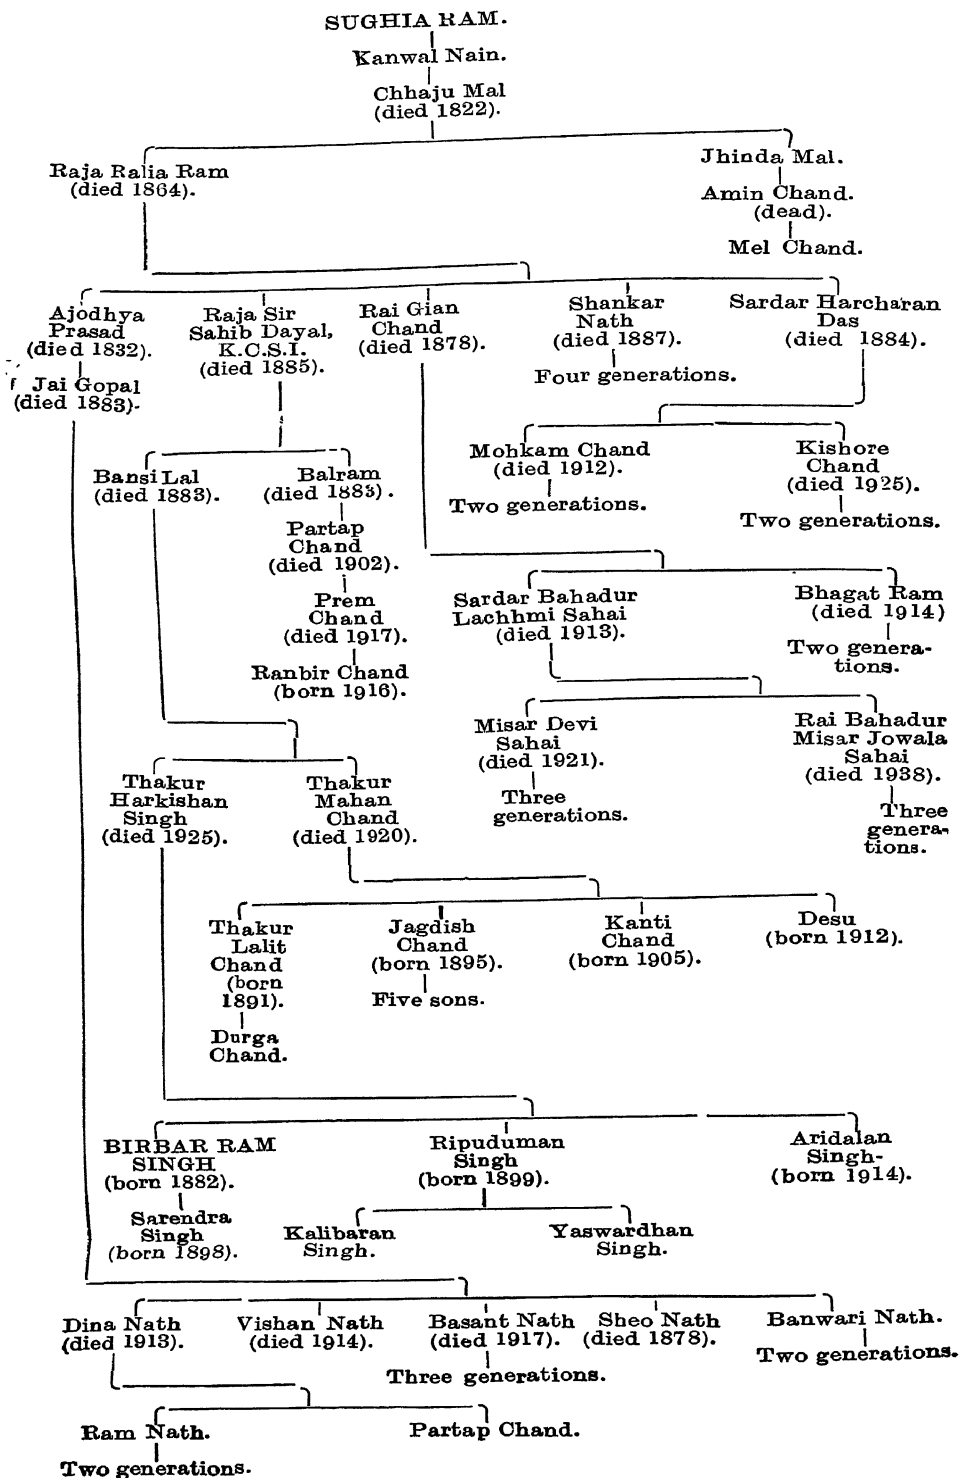 SUGHIA RAM.
Kanwal Nain.
Chhaju Mal
(died 1822).
Raja Ralia Ram
(died 1864).
Jhinda Mal.
Amin Chand.
(dead).
Mel Chand.
Ajodhya
Prasad
(died 1832).
Jai Gopal
(died 1883).
Raja Sir
Sahib Dayal,
K.C.S.I.
(died 1885).
Rai Gian
Chand
(died 1878).
Shankar
Nath
(died 1887).
Four generations.
Sardar Harcharan
Das
(died 1884).
Mohkam Chand
(died 1912).
Two generations.
Kishore
Chand
(died 1925).
Two generations.
Bansi Lal
(died 1883).
Balram
(died 1883).
Partap
Chand
(died 1902).
Prem
Chand
(died 1917).
Ranbir Chand
(born 1916).
Sardar Bahadur
Lachhmi Sahai
(died 1913).
Bhagat Ram
(died 1914)
Two genera-
tions.
Misar Devi
Sahai
(died 1921).
Three
generations.
Rai Bahadur
Misar Jowala
Sahai
(died 1938).
Three
genera-
tions.
Thakur
Harkishan
Singh
(died 1925).
Thakur
Mahan
Chand
(died 1920).
Thakur
Lalit
Chand
(born
1891).
Durga
Chand.
Jagdish
Chand
(born 1895).
Five sons.
Kanti
Chand
(born 1905).
Desu
(born 1912).
BIRBAR RAM
SINGH
(born 1882).
Sarendra
Singh
(born 1898).
Ripuduman
Singh
(born 1899).
Kalibaran
Singh.
Yaswardhan
Singh.
Aridalan
Singh-
(born 1914).
Dina Nath
(died 1913).
Vishan Nath
(died 1914).
Basant Nath
(died 1917).
Three generations.
Sheo Nath
(died 1878).
Banwari Nath.
Two generations.
Ram Nath.
Two generations.
Partap Chand.